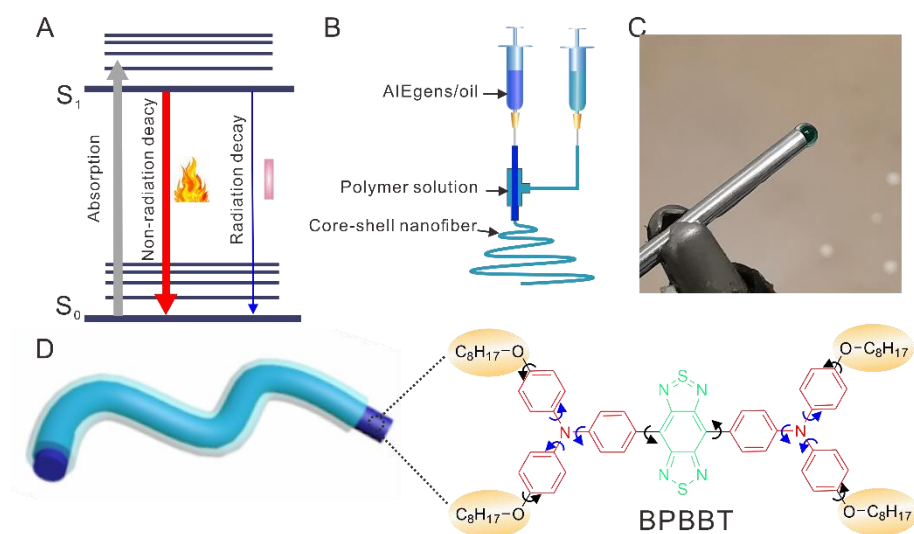 A
S1
S0
Absorption
Non-radiation deacy
Radiation decay
B
AIEgens/oil
Polymer solution
Core-shell nanofiber
C
D
C8H17-O
O-C8H17
S
N N
N
N
N N
S
C8H17-O
O-C8H17
BPBBT